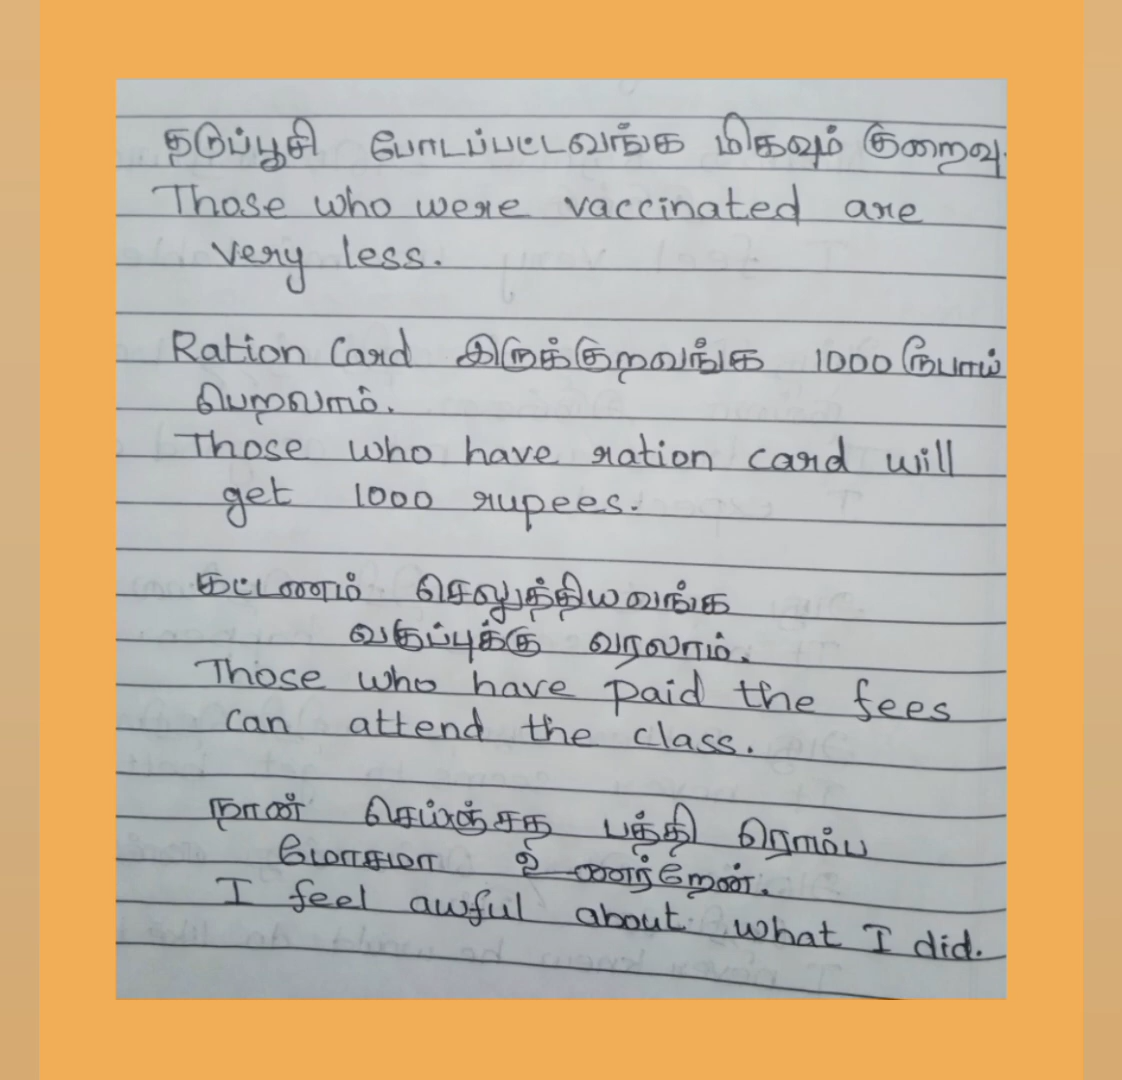 தடுப்பூசி போடப்பட்டவங்க மிகவும் குறைவு.
Those who were vaccinated are
very less.
Ration Card இருக்குறவங்க 1000 ரூபாய்
பெறலாம்.
Those who have ration card will
get 1000 rupees.
கட்டணம் செலுத்தியவங்க
வகுப்புக்கு வரலாம்.
Those who have paid the fees
can attend the class.
நான் செய்ஞ்சத பத்தி ரொம்ப
மோசமா உணர்றேன்.
I feel awful about what I did.